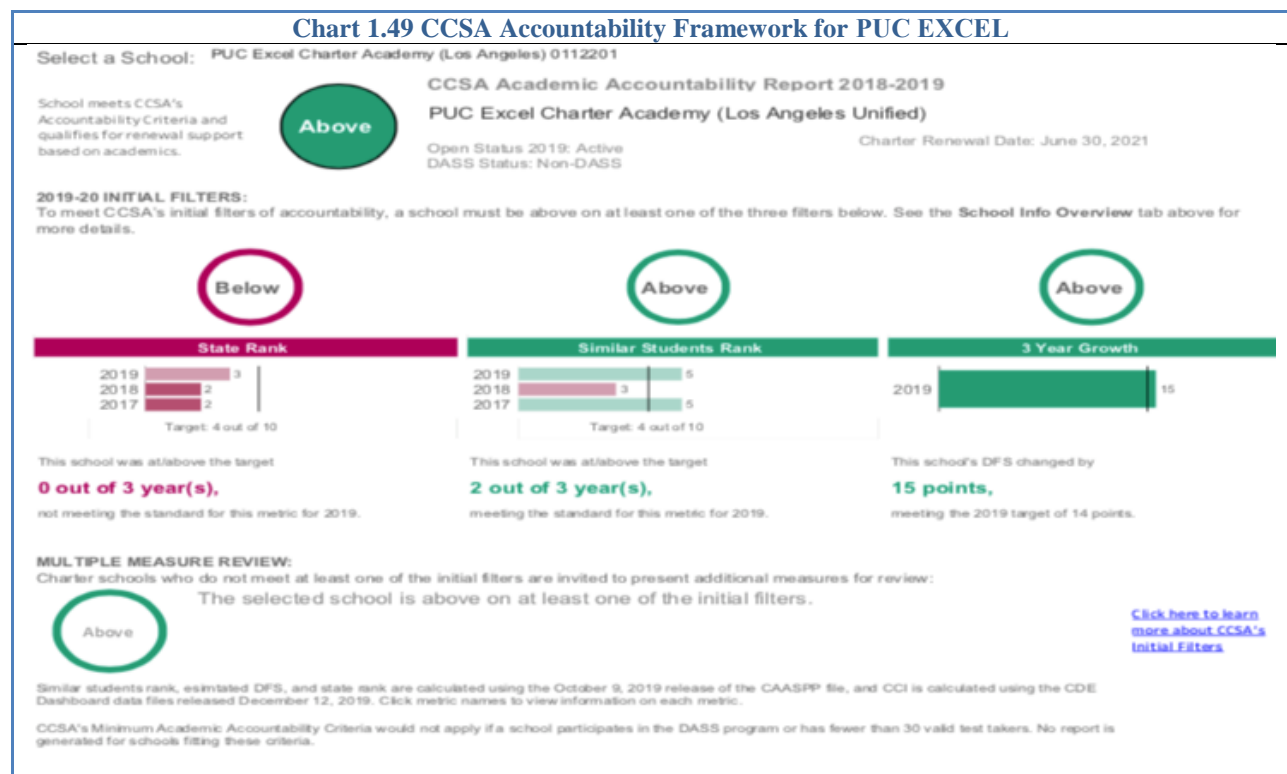 Chart 1.49 CCSA Accountability Framework for PUC EXCEL
Select a School: PUC Excel Charter Academy (Los Angeles) 0112201
School meets CCSA's
Accountability Criteria and
qualifies for renewal support
based on academics.
Above
CCSA Academic Accountability Report 2018-2019
PUC Excel Charter Academy (Los Angeles Unified)
Open Status 2019: Active
DASS Status: Non-DASS
Charter Renewal Date: June 30, 2021
2019-20 INITIAL FILTERS:
To meet CCSA's initial filters of accountability, a school must be above on at least one of the three filters below. See the School Info Overview tab above for
more details.
Below
State Rank
2019 3
2018 2
2017 2
Target: 4 out of 10
This school was at/above the target
0 out of 3 year(s),
not meeting the standard for this metric for 2019.
Above
Similar Students Rank
2019 5
2018 3
2017 5
Target: 4 out of 10
This school was at/above the target
2 out of 3 year(s),
meeting the standard for this metric for 2019.
Above
3 Year Growth
2019 15
This school's DFS changed by
15 points,
meeting the 2019 target of 14 points.
MULTIPLE MEASURE REVIEW:
Charter schools who do not meet at least one of the initial filters are invited to present additional measures for review:
Above
The selected school is above on at least one of the initial filters.
Click here to learn
more about CCSA's
Initial Filters
Similar students rank, esimtated DFS, and state rank are calculated using the October 9, 2019 release of the CAASPP file, and CCI is calculated using the CDE
Dashboard data files released December 12, 2019. Click metric names to view information on each metric.
CCSA's Minimum Academic Accountability Criteria would not apply if a school participates in the DASS program or has fewer than 30 valid test takers. No report is
generated for schools fitting these criteria.